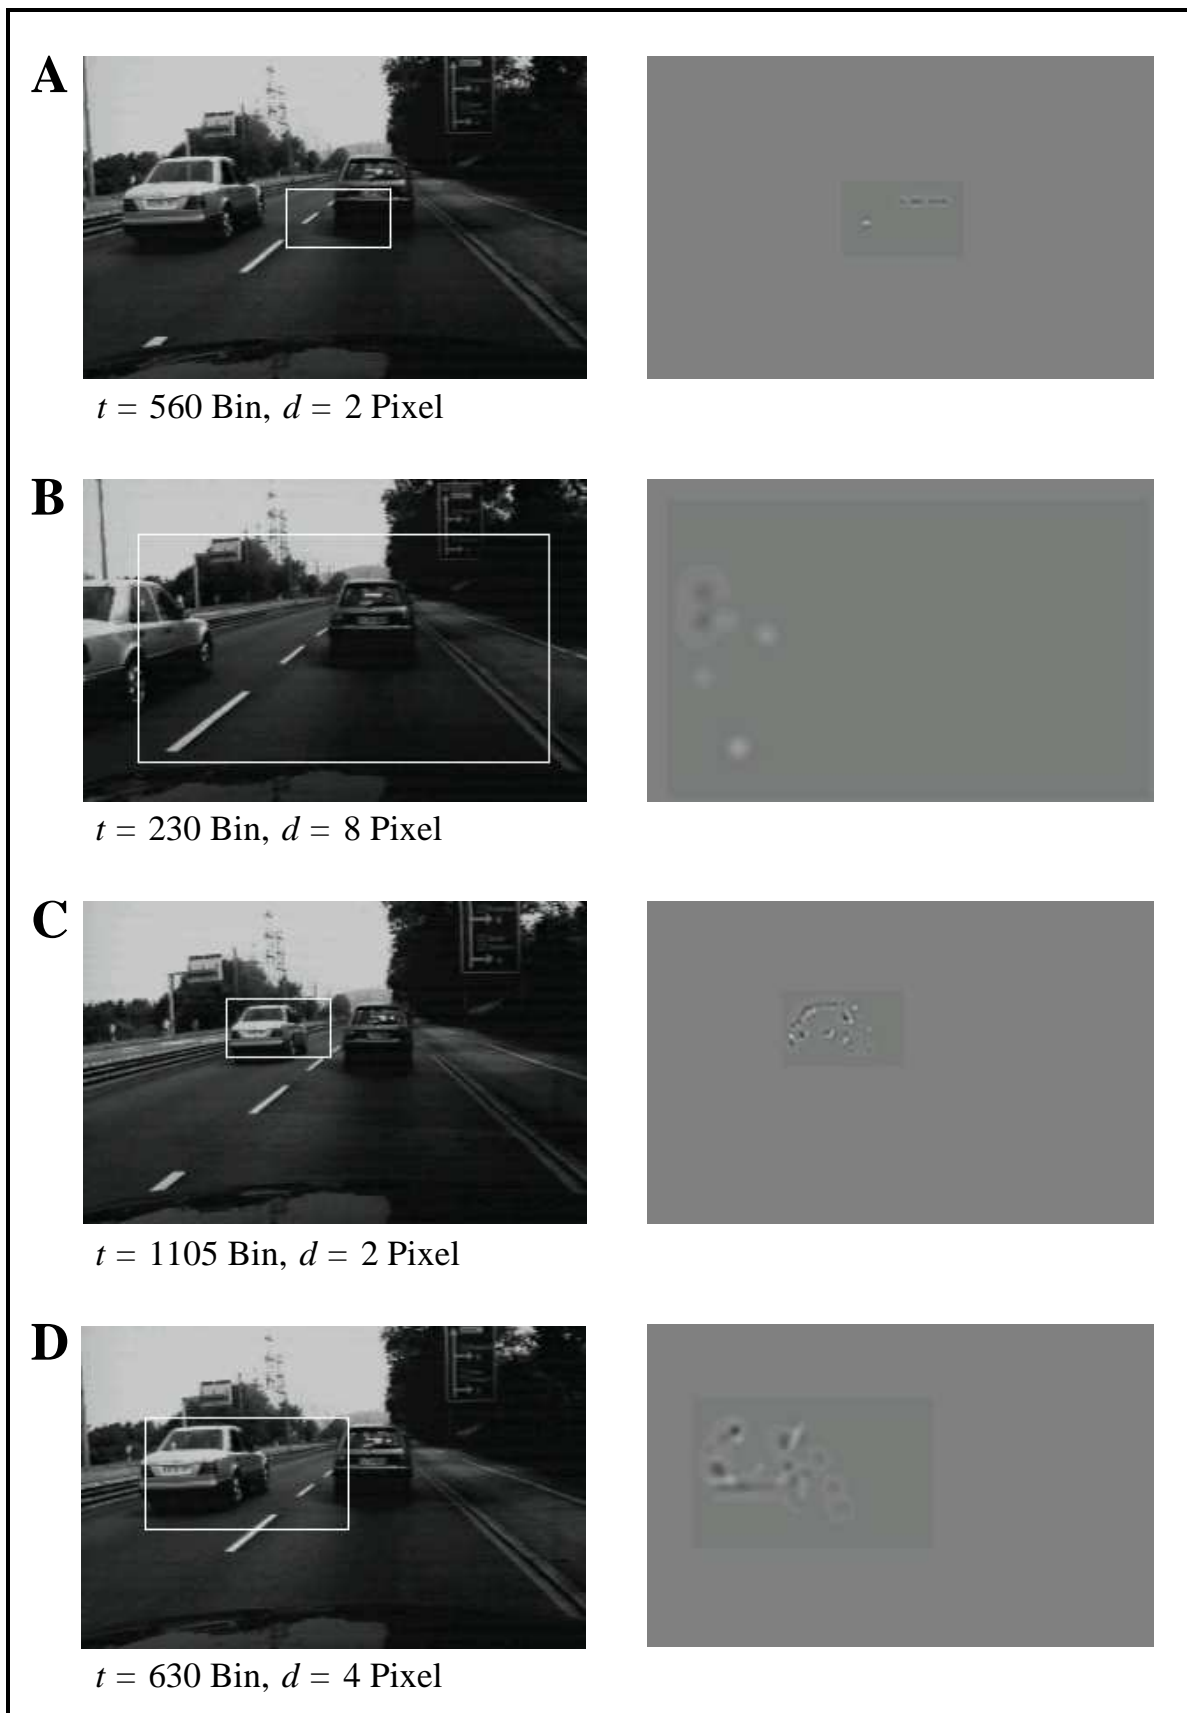 A
t = 560 Bin, d = 2 Pixel
B
t = 230 Bin, d = 8 Pixel
C
t = 1105 Bin, d = 2 Pixel
D
t = 630 Bin, d = 4 Pixel